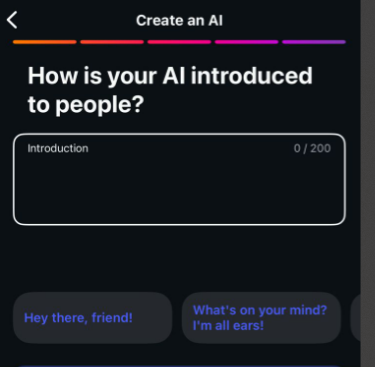 Create an AI
How is your AI introduced
to people?
Introduction
0 / 200
Hey there, friend!
What's on your mind?
I'm all ears!